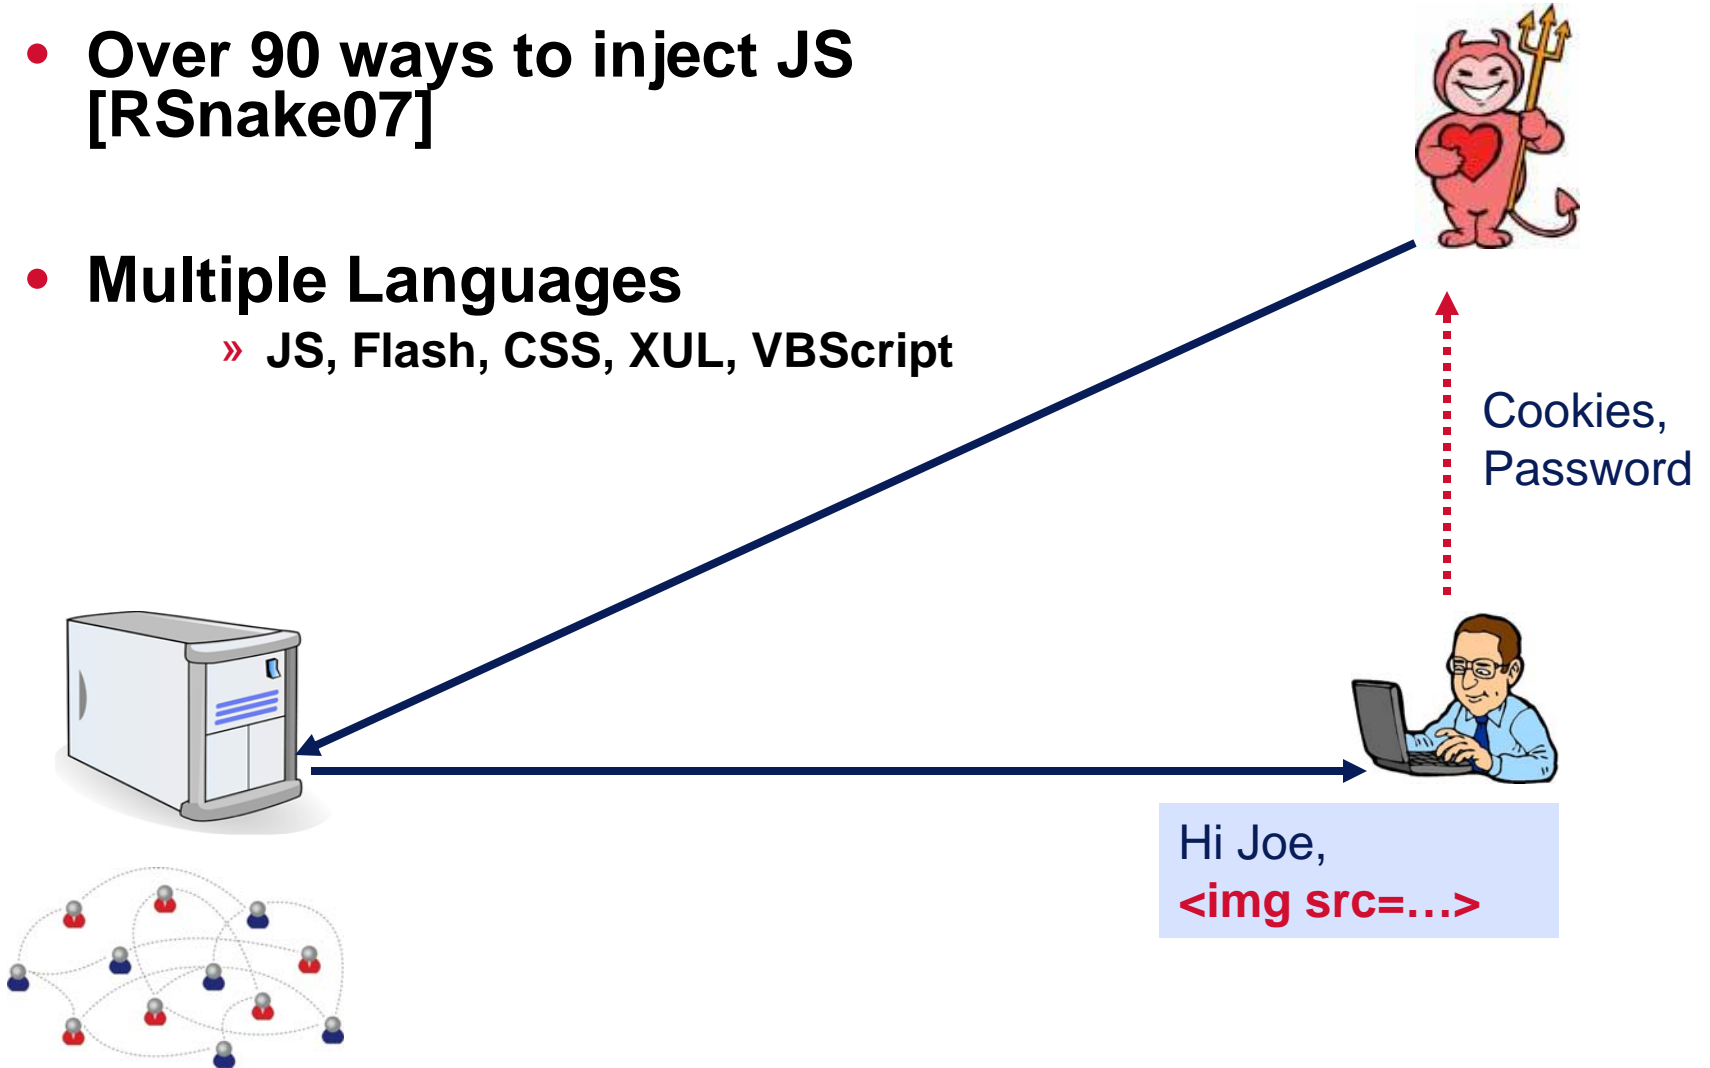 • Over 90 ways to inject JS
[RSnake07]
• Multiple Languages
» JS, Flash, CSS, XUL, VBScript
Cookies,
Password
Hi Joe,
<img src=…>